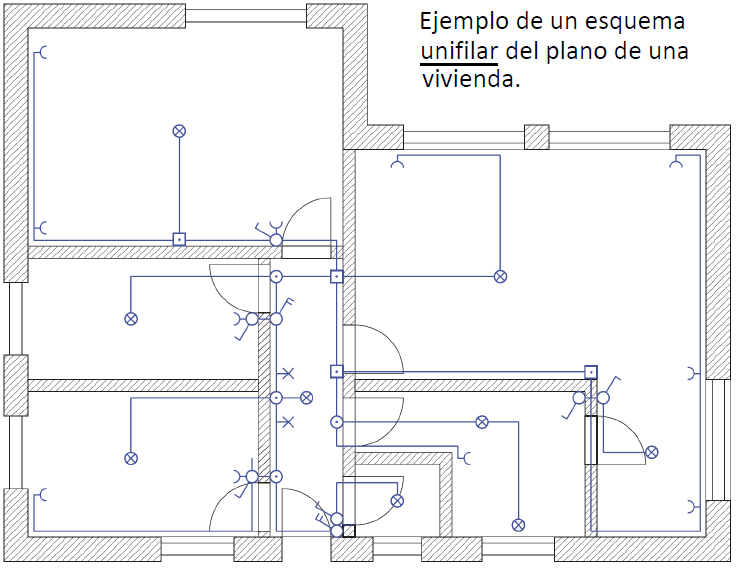 Ejemplo de un esquema
unifilar del plano de una
vivienda.